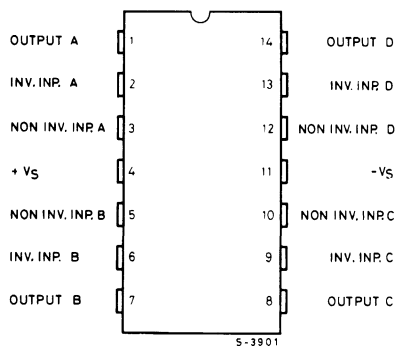 OUTPUT A 1 14 OUTPUT D
INV. INP. A 2 13 INV. INP. D
NON INV. INP. A 3 12 NON INV. INP. D
+ VS 4 11 -VS
NON INV. INP. B 5 10 NON INV. INP. C
INV. INP. B 6 9 INV. INP. C
OUTPUT B 7 8 OUTPUT C
S-3901